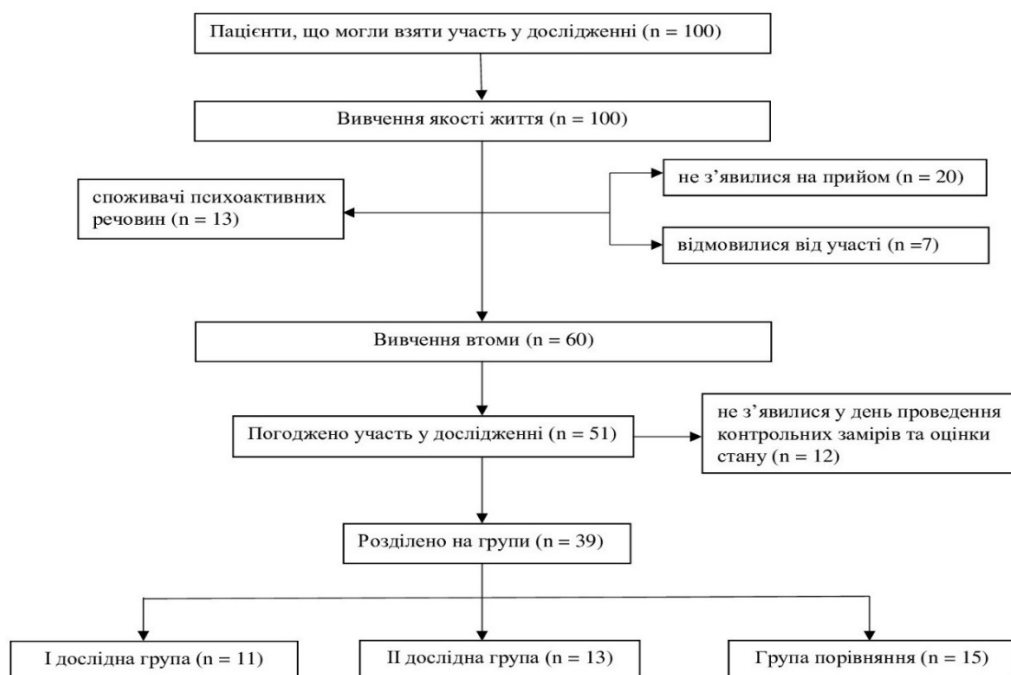 Пацієнти, що могли взяти участь у дослідженні (n = 100)
Вивчення якості життя (n = 100)
споживачі психоактивних
речовин (n = 13)
не з’явилися на прийом (n = 20)
відмовилися від участі (n =7)
Вивчення втоми (n = 60)
Погоджено участь у дослідженні (n = 51)
не з’явилися у день проведення
контрольних замірів та оцінки
стану (n = 12)
Розділено на групи (n = 39)
І дослідна група (n = 11)
ІІ дослідна група (n = 13)
Група порівняння (n = 15)